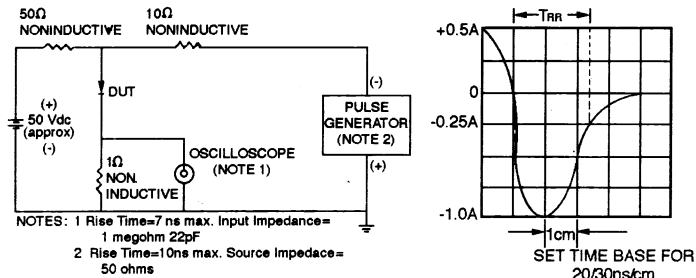 50Ω
NONINDUCTIVE
10Ω
NONINDUCTIVE
DUT
(+)
50 Vdc
(approx)
(-)
1Ω
NON.
INDUCTIVE
OSCILLOSCOPE
(NOTE 1)
(-)
PULSE
GENERATOR
(NOTE 2)
(+)
NOTES: 1 Rise Time=7 ns max. Input Impedance=
1 megohm 22pF
2 Rise Time=10ns max. Source Impedace=
50 ohms
TRR
+0.5A
0
-0.25A
-1.0A
1cm
SET TIME BASE FOR
20/30ns/cm